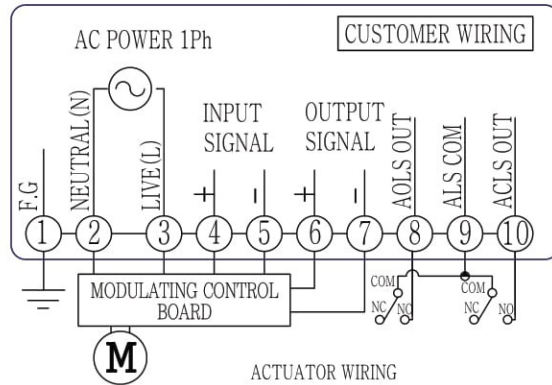 AC POWER 1Ph
CUSTOMER WIRING
F.G
NEUTRAL(N)
LIVE(L)
INPUT
SIGNAL
OUTPUT
SIGNAL
AOLS OUT
ALS COM
ACLS OUT
+ - + -
1 2 3 4 5 6 7 8 9 10
MODULATING CONTROL
BOARD
COM
NC NO
COM
NC NO
M
ACTUATOR WIRING